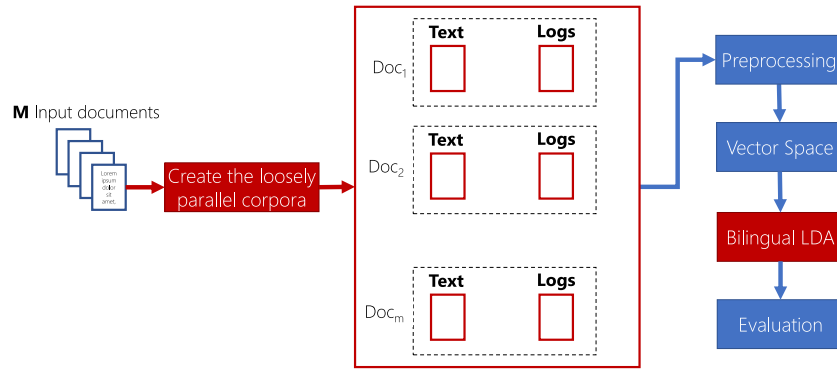 M Input documents
Lorem
ipsum
dolor
sit
amet.
Create the loosely
parallel corpora
Text Logs
Doc1
Text Logs
Doc2
Text Logs
Docm
Preprocessing
Vector Space
Bilingual LDA
Evaluation